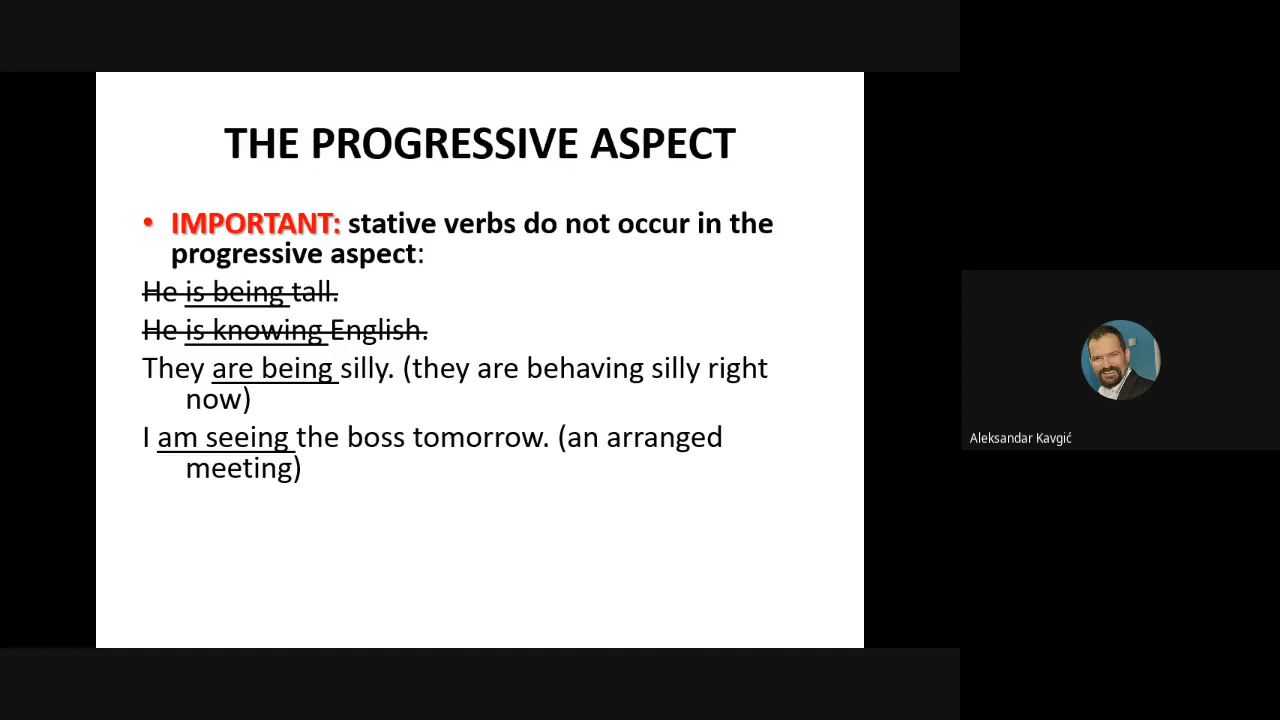 THE PROGRESSIVE ASPECT
• IMPORTANT: stative verbs do not occur in the
progressive aspect:
He is being tall.
He is knowing English.
They are being silly. (they are behaving silly right
now)
I am seeing the boss tomorrow. (an arranged
meeting)
Aleksandar Kavgić